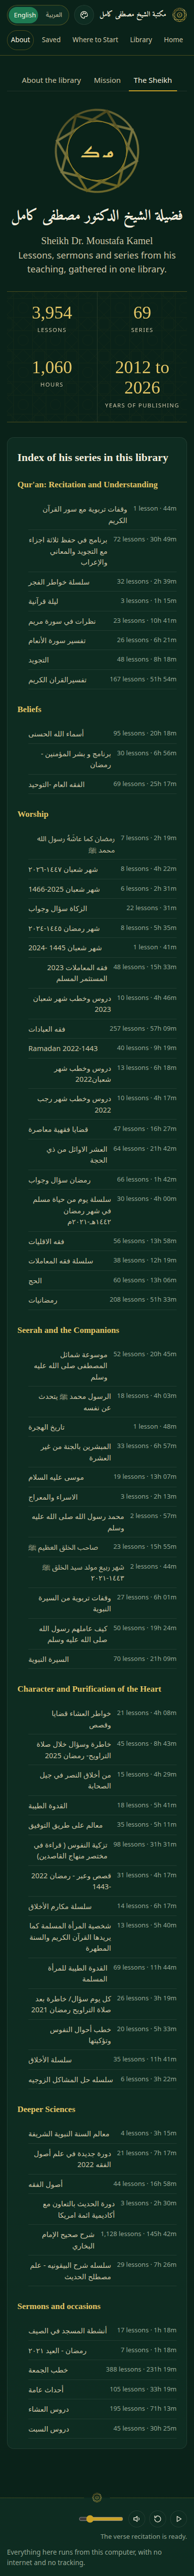 English
العربية
مكتبة الشيخ مصطفى كامل
About
Saved
Where to Start
Library
Home
About the library
Mission
The Sheikh
فضيلة الشيخ الدكتور مصطفى كامل
Sheikh Dr. Moustafa Kamel
Lessons, sermons and series from his
teaching, gathered in one library.
3,954
LESSONS
69
SERIES
1,060
HOURS
2012 to
2026
YEARS OF PUBLISHING
Index of his series in this library
Qur'an: Recitation and Understanding
وقفات تربوية مع سور القرآن
الكريم
1 lesson · 44m
برنامج في حفظ ثلاثة اجزاء
مع التجويد والمعاني
والإعراب
72 lessons · 30h 49m
سلسلة خواطر الفجر
32 lessons · 2h 39m
ليلة قرآنية
3 lessons · 1h 15m
نظرات في سورة مريم
23 lessons · 10h 41m
تفسير سورة الأنعام
26 lessons · 6h 21m
التجويد
48 lessons · 8h 18m
تفسيرالقران الكريم
167 lessons · 51h 54m
Beliefs
أسماء الله الحسنى
95 lessons · 20h 18m
برنامج و بشر المؤمنين -
رمضان
30 lessons · 6h 56m
الفقه العام -التوحيد
69 lessons · 25h 17m
Worship
رمضان كما عاشَهُ رسول الله
محمد ﷺ
7 lessons · 2h 19m
شهر شعبان ١٤٤٧-٢٠٢٦
8 lessons · 4h 22m
شهر شعبان 2025-1466
6 lessons · 2h 31m
الزكاة سؤال وجواب
22 lessons · 31m
شهر رمضان ١٤٤٥-٢٠٢٤
8 lessons · 5h 35m
شهر شعبان 1445 -2024
1 lesson · 41m
فقه المعاملات 2023
المستثمر المسلم
48 lessons · 15h 33m
دروس وخطب شهر شعبان
2023
10 lessons · 4h 46m
فقه العبادات
257 lessons · 57h 09m
Ramadan 2022-1443
40 lessons · 9h 19m
دروس وخطب شهر
شعبان2022
13 lessons · 6h 18m
دروس وخطب شهر رجب
2022
10 lessons · 4h 17m
قضايا فقهية معاصرة
47 lessons · 16h 27m
العشر الاوائل من ذي
الحجة
64 lessons · 21h 42m
رمضان سؤال وجواب
66 lessons · 1h 42m
سلسلة يوم من حياة مسلم
في شهر رمضان
١٤٤٢هـ-٢٠٢١م
30 lessons · 4h 00m
فقه الاقليات
56 lessons · 13h 58m
سلسلة فقه المعاملات
38 lessons · 12h 19m
الحج
60 lessons · 13h 06m
رمضانيات
208 lessons · 51h 33m
Seerah and the Companions
موسوعة شمائل
المصطفى صلى الله عليه
وسلم
52 lessons · 20h 45m
الرسول محمد ﷺ يتحدث
عن نفسه
18 lessons · 4h 03m
تاريخ الهجرة
1 lesson · 48m
المبشرين بالجنة من غير
العشرة
33 lessons · 6h 57m
موسى عليه السلام
19 lessons · 13h 07m
الاسراء والمعراج
3 lessons · 2h 13m
محمد رسول الله صلى الله عليه
وسلم
2 lessons · 57m
صاحب الخلق العظيم ﷺ
23 lessons · 15h 55m
شهر ربيع مولد سيد الخلق ﷺ
١٤٤٣-٢٠٢١
2 lessons · 44m
وقفات تربوية من السيرة
النبوية
27 lessons · 6h 01m
كيف عاملهم رسول الله
صلى الله عليه وسلم
50 lessons · 19h 24m
السيرة النبوية
70 lessons · 21h 09m
Character and Purification of the Heart
خواطر العشاء قضايا
وقصص
21 lessons · 4h 08m
خاطرة وسؤال خلال صلاة
التراويح- رمضان 2025
45 lessons · 8h 43m
من أخلاق النصر في جيل
الصحابة
15 lessons · 4h 29m
القدوة الطيبة
18 lessons · 5h 41m
معالم على طريق التوفيق
35 lessons · 5h 11m
تزكية النفوس ( قراءة في
مختصر منهاج القاصدين)
98 lessons · 31h 31m
قصص وعبر - رمضان 2022
-1443
31 lessons · 4h 17m
سلسلة مكارم الأخلاق
14 lessons · 6h 17m
شخصية المرأة المسلمة كما
يريدها القرآن الكريم والسنة
المطهرة
13 lessons · 5h 40m
القدوة الطيبة للمرأة
المسلمة
69 lessons · 11h 44m
كل يوم سؤال/ خاطرة بعد
صلاة التراويح رمضان 2021
26 lessons · 3h 19m
خطب أحوال النفوس
وتؤكيتها
20 lessons · 5h 33m
سلسلة الأخلاق
35 lessons · 11h 41m
سلسله حل المشاكل الزوجيه
6 lessons · 3h 22m
Deeper Sciences
معالم السنة النبوية الشريفة
4 lessons · 3h 15m
دورة جديدة في علم أصول
الفقه 2022
21 lessons · 7h 17m
أصول الفقه
44 lessons · 16h 58m
دورة الحديث بالتعاون مع
أكاديمية ائمة امريكا
3 lessons · 2h 30m
شرح صحيح الإمام
البخاري
1,128 lessons · 145h 42m
سلسله شرح البيقونيه - علم
مصطلح الحديث
29 lessons · 7h 26m
Sermons and occasions
أنشطة المسجد في الصيف
17 lessons · 1h 18m
رمضان - العيد ٢٠٢١
7 lessons · 1h 18m
خطب الجمعة
388 lessons · 231h 19m
أحداث عامة
105 lessons · 33h 19m
دروس العشاء
195 lessons · 71h 13m
دروس السبت
45 lessons · 30h 25m
The verse recitation is ready.
Everything here runs from this computer, with no
internet and no tracking.